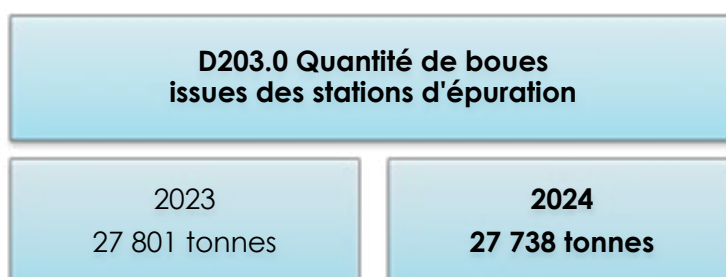 D203.0 Quantité de boues
issues des stations d'épuration
2023
27 801 tonnes
2024
27 738 tonnes